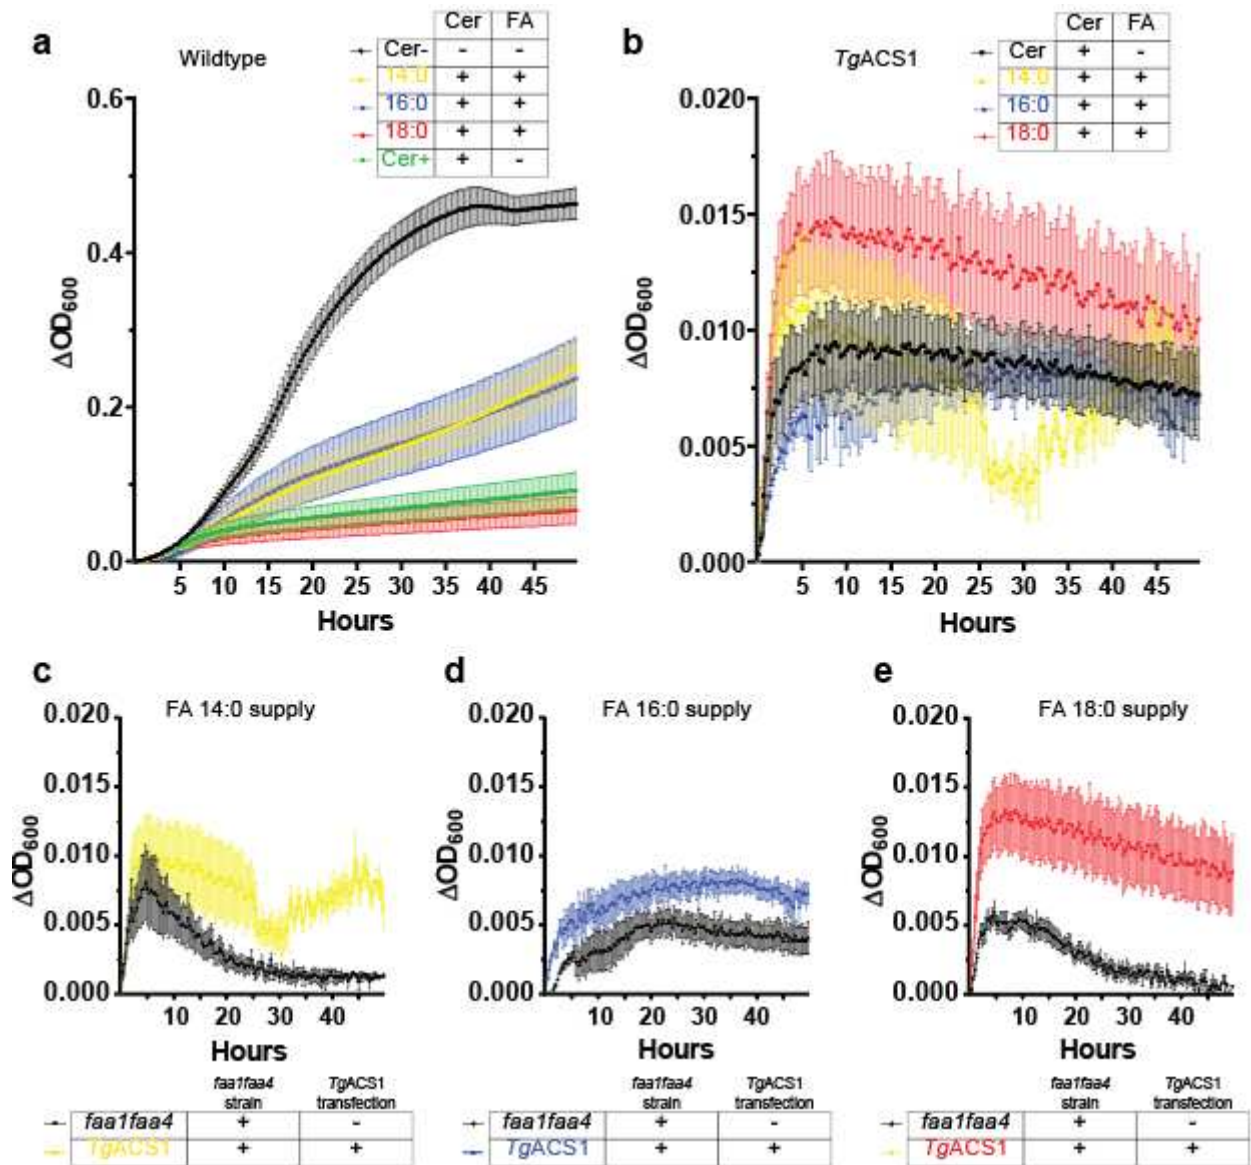 a
Wildtype
Cer FA
Cer- - -
14:0 + +
16:0 + +
18:0 + +
Cer+ + -
0.6
0.4
0.2
0.0
ΔOD600
5 10 15 20 25 30 35 40 45
Hours
b
TgACS1
Cer FA
Cer + -
14:0 + +
16:0 + +
18:0 + +
0.020
0.015
0.010
0.005
0.000
ΔOD600
5 10 15 20 25 30 35 40 45
Hours
c
FA 14:0 supply
0.020
0.015
0.010
0.005
0.000
ΔOD600
10 20 30 40
Hours
faa1faa4 TgACS1
strain transfection
faa1faa4 + -
TgACS1 + +
d
FA 16:0 supply
0.020
0.015
0.010
0.005
0.000
ΔOD600
10 20 30 40
Hours
faa1faa4 TgACS1
strain transfection
faa1faa4 + -
TgACS1 + +
e
FA 18:0 supply
0.020
0.015
0.010
0.005
0.000
ΔOD600
10 20 30 40
Hours
faa1faa4 TgACS1
strain transfection
faa1faa4 + -
TgACS1 + +